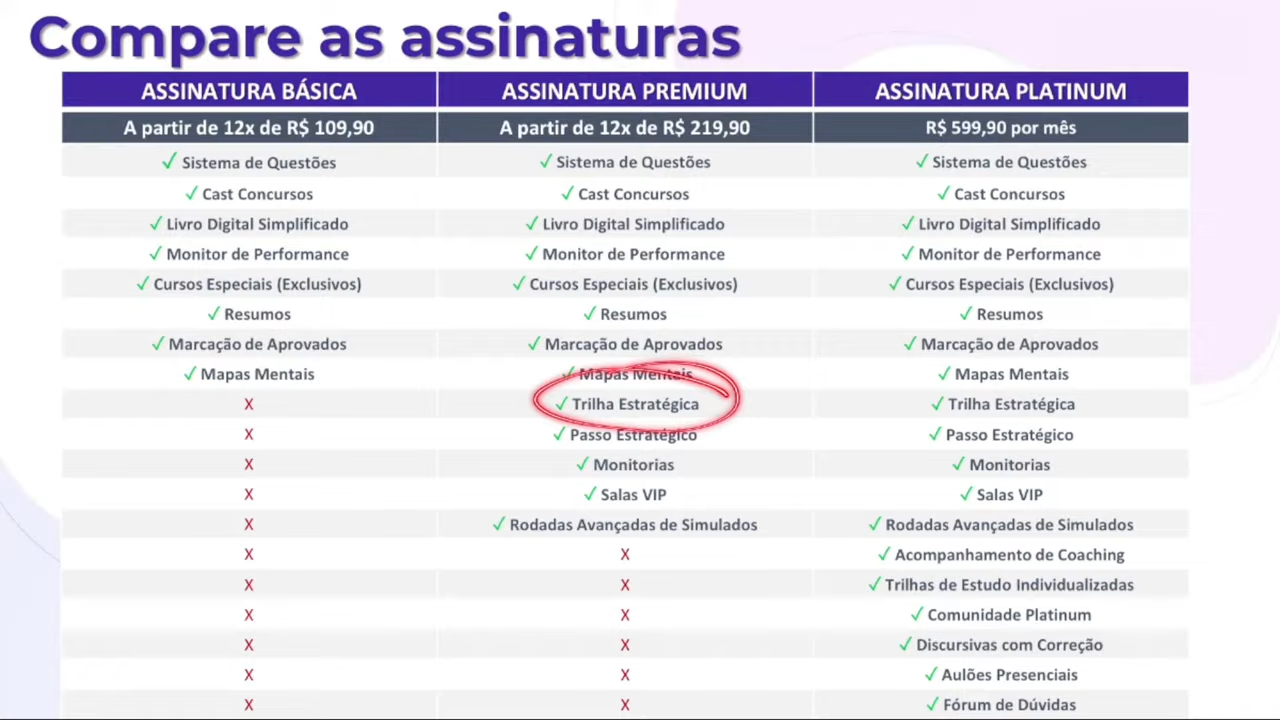 Compare as assinaturas
ASSINATURA BÁSICA ASSINATURA PREMIUM ASSINATURA PLATINUM
A partir de 12x de R$ 109,90 A partir de 12x de R$ 219,90 R$ 599,90 por mês
✓ Sistema de Questões ✓ Sistema de Questões ✓ Sistema de Questões
✓ Cast Concursos ✓ Cast Concursos ✓ Cast Concursos
✓ Livro Digital Simplificado ✓ Livro Digital Simplificado ✓ Livro Digital Simplificado
✓ Monitor de Performance ✓ Monitor de Performance ✓ Monitor de Performance
✓ Cursos Especiais (Exclusivos) ✓ Cursos Especiais (Exclusivos) ✓ Cursos Especiais (Exclusivos)
✓ Resumos ✓ Resumos ✓ Resumos
✓ Marcação de Aprovados ✓ Marcação de Aprovados ✓ Marcação de Aprovados
✓ Mapas Mentais ✓ Mapas Mentais ✓ Mapas Mentais
X ✓ Trilha Estratégica ✓ Trilha Estratégica
X ✓ Passo Estratégico ✓ Passo Estratégico
X ✓ Monitorias ✓ Monitorias
X ✓ Salas VIP ✓ Salas VIP
X ✓ Rodadas Avançadas de Simulados ✓ Rodadas Avançadas de Simulados
X X ✓ Acompanhamento de Coaching
X X ✓ Trilhas de Estudo Individualizadas
X X ✓ Comunidade Platinum
X X ✓ Discursivas com Correção
X X ✓ Aulões Presenciais
X X ✓ Fórum de Dúvidas